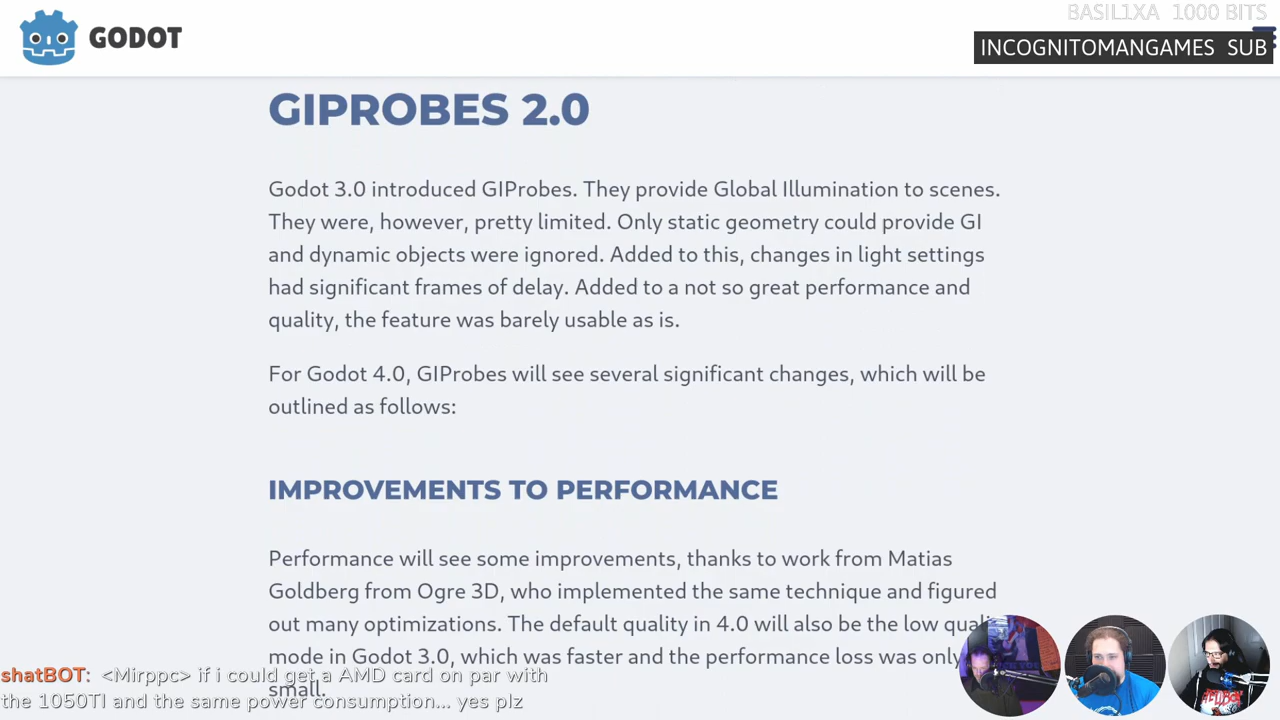 BASIL1XA 1000 BITS
GODOT
INCOGNITOMANGAMES SUB
GIPROBES 2.0
Godot 3.0 introduced GIProbes. They provide Global Illumination to scenes.
They were, however, pretty limited. Only static geometry could provide GI
and dynamic objects were ignored. Added to this, changes in light settings
had significant frames of delay. Added to a not so great performance and
quality, the feature was barely usable as is.
For Godot 4.0, GIProbes will see several significant changes, which will be
outlined as follows:
IMPROVEMENTS TO PERFORMANCE
Performance will see some improvements, thanks to work from Matias
Goldberg from Ogre 3D, who implemented the same technique and figured
out many optimizations. The default quality in 4.0 will also be the low
mode in Godot 3.0, which was faster and the performance loss was only
small.
shatBOT: <Mirppc> if i could get a AMD card on par with
the 1050TI and the same power consumption... yes plz